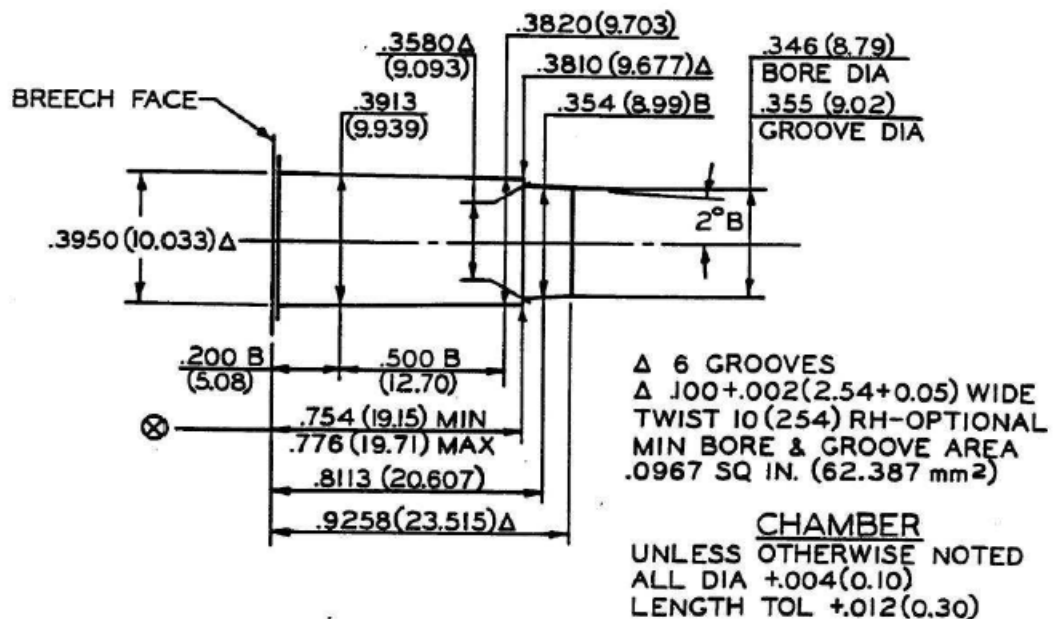 .3820(9.703)
.3580Δ
(9.093)
.3810(9.677)Δ
.354(8.99)B
.346(8.79)
BORE DIA
.355(9.02)
GROOVE DIA
BREECH FACE
.3913
(9.939)
2°B
.3950(10.033)Δ
.200 B
(5.08)
.500 B
(12.70)
⊗
.754 (19.15) MIN
.776 (19.71) MAX
.8113 (20.607)
.9258(23.515)Δ
Δ 6 GROOVES
Δ .100+.002(2.54+0.05) WIDE
TWIST 10(254) RH-OPTIONAL
MIN BORE & GROOVE AREA
.0967 SQ IN. (62.387 mm2)
CHAMBER
UNLESS OTHERWISE NOTED
ALL DIA +.004(0.10)
LENGTH TOL +.012(0.30)